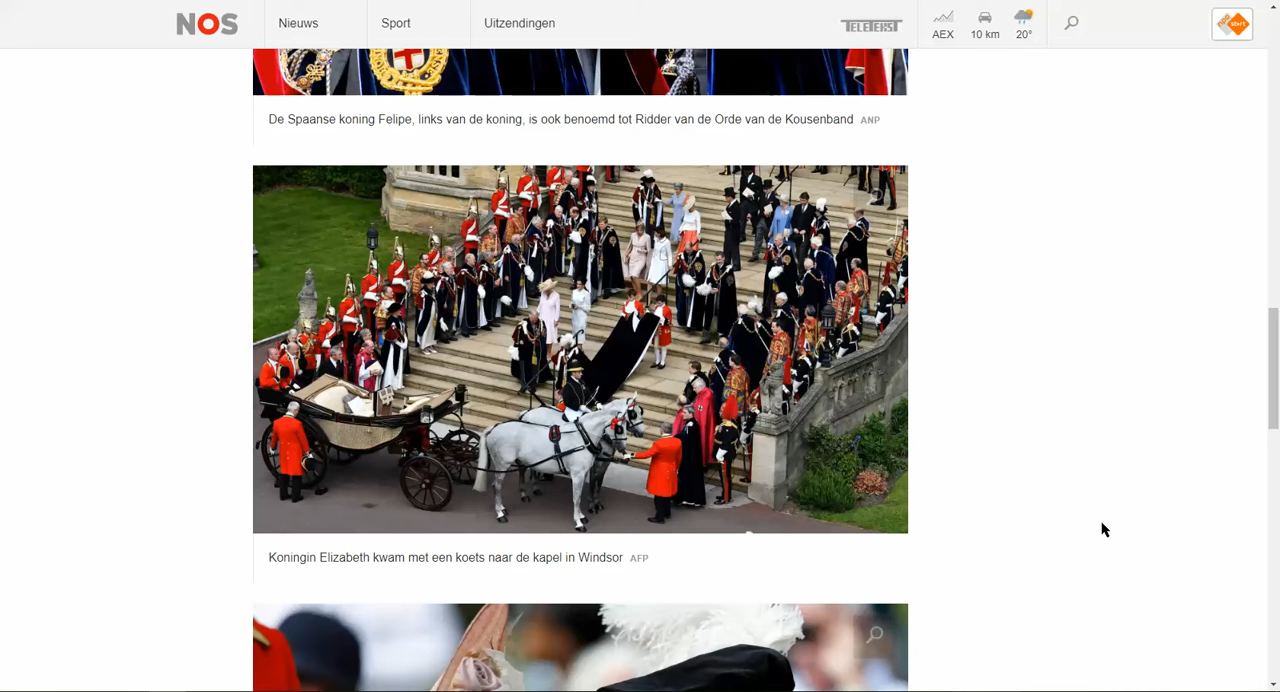 NOS
Nieuws
Sport
Uitzendingen
TELETEKST
AEX
10 km
20°
npo start
De Spaanse koning Felipe, links van de koning, is ook benoemd tot Ridder van de Orde van de Kousenband ANP
Koningin Elizabeth kwam met een koets naar de kapel in Windsor AFP